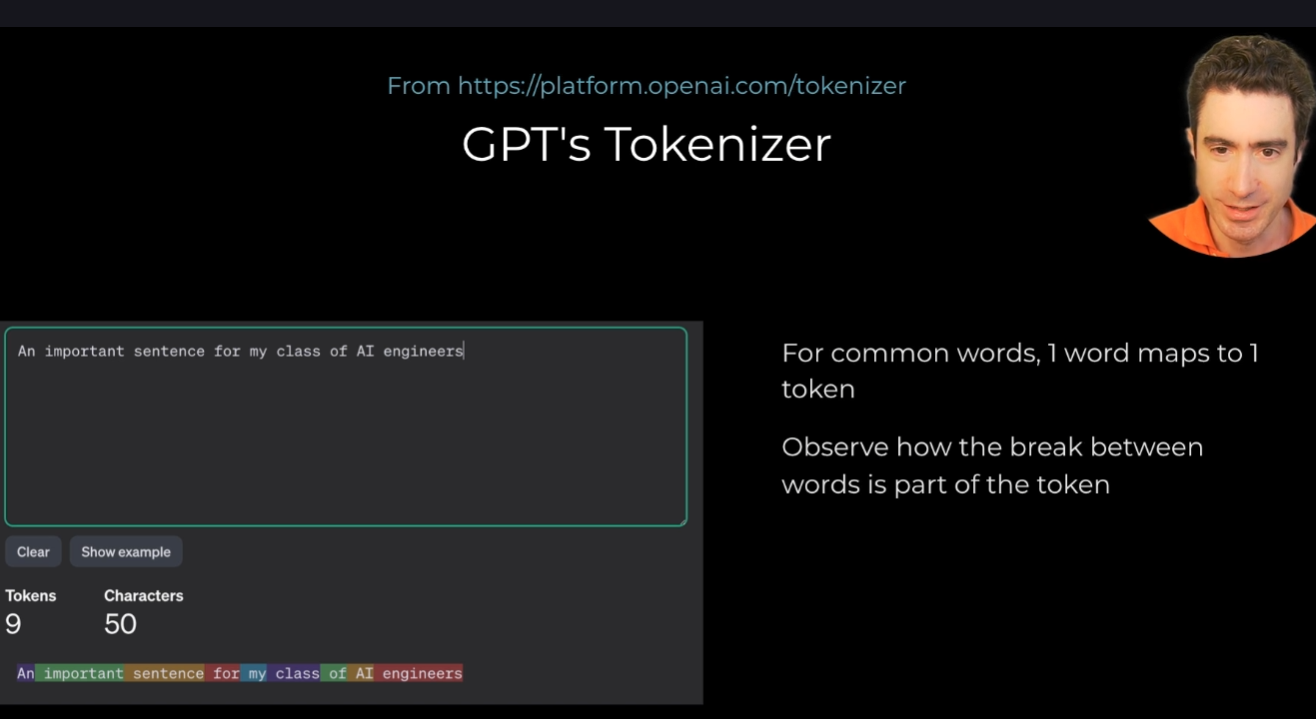 From https://platform.openai.com/tokenizer
GPT's Tokenizer
An important sentence for my class of AI engineers
Clear
Show example
Tokens
Characters
9
50
An important sentence for my class of AI engineers
For common words, 1 word maps to 1
token
Observe how the break between
words is part of the token